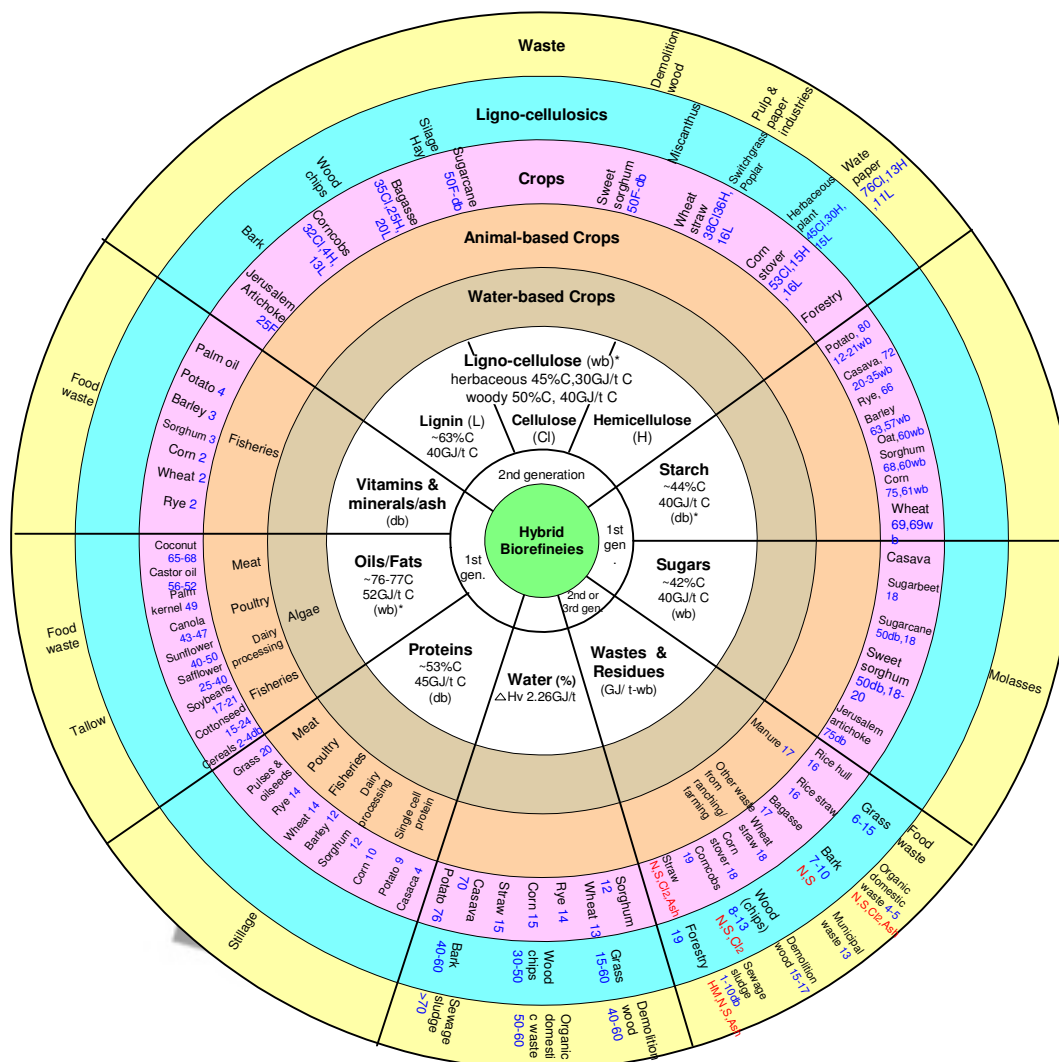 Waste
Ligno-cellulosics
Crops
Animal-based Crops
Water-based Crops
Ligno-cellulose (wb)*
herbaceous 45%C,30GJ/t C
woody 50%C, 40GJ/t C
Lignin (L)
~63%C
40GJ/t C
Cellulose
(Cl)
Hemicellulose
(H)
2nd generation
Hybrid
Biorefineies
1st
gen
.
1st
gen.
2nd or
3rd gen.
Starch
~44%C
40GJ/t C
(db)*
Sugars
~42%C
40GJ/t C
(wb)
Wastes &
Residues
(GJ/ t-wb)
Water (%)
△Hv 2.26GJ/t
Proteins
~53%C
45GJ/t C
(db)
Oils/Fats
~76-77C
52GJ/t C
(wb)*
Vitamins &
minerals/ash
(db)
Demolition
wood
Pulp &
paper
industries
Wate
paper
76Cl,13H
,11L
Bark
Wood
chips
Silage
Hay
Miscanthus
Switchgrass
Poplar
Herbaceous
plant
45Cl,30H,
15L
Jerusalem
Artichoke
25F
Corncobs
32Cl,4H,
13L
Bagasse
35Cl,25H,
20L
Sugarcane
50F-db
Sweet
sorghum
50F-db
Wheat
straw
38Cl36H,
16L
Corn
stover
53Cl,15H
,16L
Forestry
Potato, 80
12-21wb
Casava, 72
20-35wb
Rye, 66
Barley
63,57wb
Oat,60wb
Sorghum
68,60wb
Corn
75,61wb
Wheat
69,69w
b
Casava
Sugarbeet
18
Sugarcane
50db,18
Sweet
sorghum
50db,18-
20
Jerusalem
artichoke
75db
Molasses
Manure 17
Other waste
from
ranching/
farming
Rice hull
16
Rice straw
16
Bagasse
17
Wheat
straw 18
Corn
stover 18
Corncobs
19
Straw
N,S,Cl2,Ash
Grass
6-15
Bark
7-10
N,S
Wood
(chips)
8-13
N,S,Cl2
Forestry
19
Food
waste
Organic
domestic
waste 4-5
N,S,Cl2,Ash
Municipal
waste 13
Demolition
wood 15-17
Sewage
sludge
1-10db
HM,N,S,Ash
Sorghum
12
Wheat 13
Rye 14
Corn 15
Straw 15
Casava
70
Potato 76
Grass
15-60
Wood
chips
30-50
Bark
40-60
Demolition
wood
40-60
Organic
domesti
c waste
50-60
Sewage
sludge
>70
Meat
Poultry
Fisheries
Dairy
processing
Single cell
protein
Grass 20
Pulses &
oilseeds
Rye 14
Wheat 14
Barley 12
Sorghum
12
Corn 10
Potato 9
Casaca 4
Stillage
Algae
Meat
Poultry
Dairy
processing
Fisheries
Coconut
65-68
Castor oil
56-52
Palm
kernel 49
Canola
43-47
Sunflower
40-50
Safflower
25-40
Soybeans
17-21
Cottonseed
15-24
Cereals 2-4db
Food
waste
Tallow
Fisheries
Palm oil
Potato 4
Barley 3
Sorghum 3
Corn 2
Wheat 2
Rye 2
Food
waste